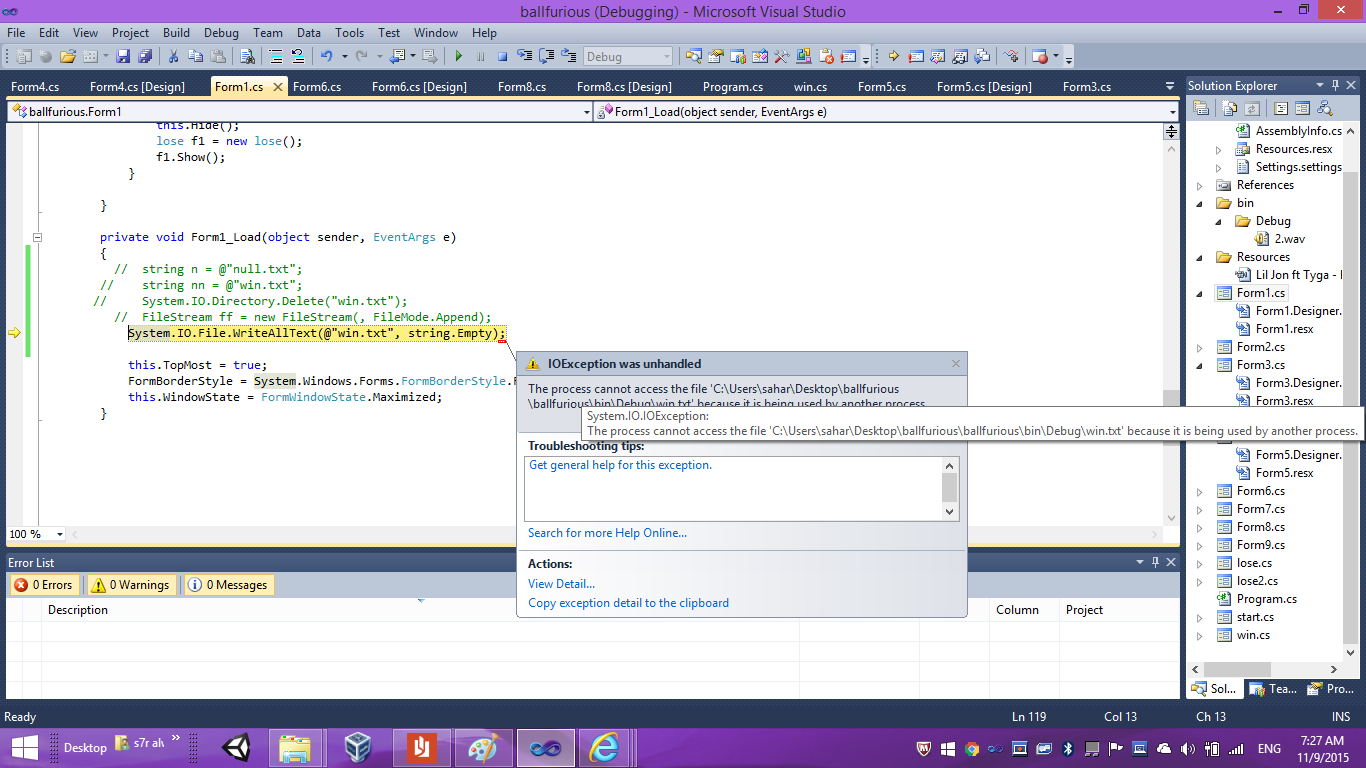 ballfurious (Debugging) - Microsoft Visual Studio
File Edit View Project Build Debug Team Data Tools Test Window Help
Debug
Form4.cs Form4.cs [Design] Form1.cs Form6.cs Form6.cs [Design] Form8.cs Form8.cs [Design] Program.cs win.cs Form5.cs Form5.cs [Design] Form3.cs
ballfurious.Form1 Form1_Load(object sender, EventArgs e)
this.Hide();
lose f1 = new lose();
f1.Show();
}
}
private void Form1_Load(object sender, EventArgs e)
{
// string n = @"null.txt";
// string nn = @"win.txt";
// System.IO.Directory.Delete("win.txt");
// FileStream ff = new FileStream(, FileMode.Append);
System.IO.File.WriteAllText(@"win.txt", string.Empty);
this.TopMost = true;
FormBorderStyle = System.Windows.Forms.FormBorderStyle.
this.WindowState = FormWindowState.Maximized;
}
100 %
IOException was unhandled
The process cannot access the file 'C:\Users\sahar\Desktop\ballfurious
\ballfurious\bin\Debug\win.txt' because it is being used by another process.
System.IO.IOException:
The process cannot access the file 'C:\Users\sahar\Desktop\ballfurious\ballfurious\bin\Debug\win.txt' because it is being used by another process.
Troubleshooting tips:
Get general help for this exception.
Search for more Help Online...
Actions:
View Detail...
Copy exception detail to the clipboard
Error List
0 Errors 0 Warnings 0 Messages
Description Column Project
Solution Explorer
AssemblyInfo.cs
Resources.resx
Settings.settings
References
bin
Debug
2.wav
Resources
Lil Jon ft Tyga -
Form1.cs
Form1.Designer.
Form1.resx
Form2.cs
Form3.cs
Form3.Designer.
Form3.resx
Form5.Designer.
Form5.resx
Form6.cs
Form7.cs
Form8.cs
Form9.cs
lose.cs
lose2.cs
Program.cs
start.cs
win.cs
Sol... Tea... Pro...
Ready Ln 119 Col 13 Ch 13 INS
Desktop s7r alv » ENG 7:27 AM
11/9/2015